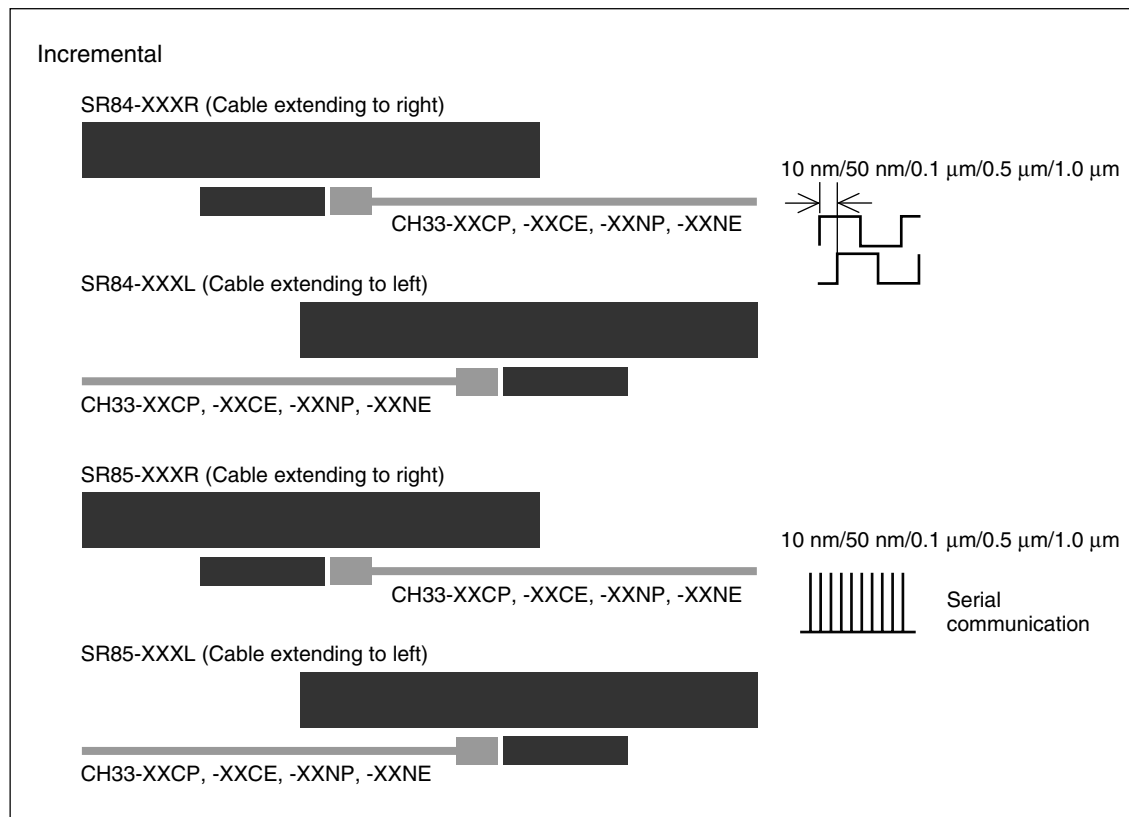 Incremental
SR84-XXXR (Cable extending to right)
10 nm/50 nm/0.1 μm/0.5 μm/1.0 μm
CH33-XXCP, -XXCE, -XXNP, -XXNE
SR84-XXXL (Cable extending to left)
CH33-XXCP, -XXCE, -XXNP, -XXNE
SR85-XXXR (Cable extending to right)
10 nm/50 nm/0.1 μm/0.5 μm/1.0 μm
CH33-XXCP, -XXCE, -XXNP, -XXNE
Serial
communication
SR85-XXXL (Cable extending to left)
CH33-XXCP, -XXCE, -XXNP, -XXNE